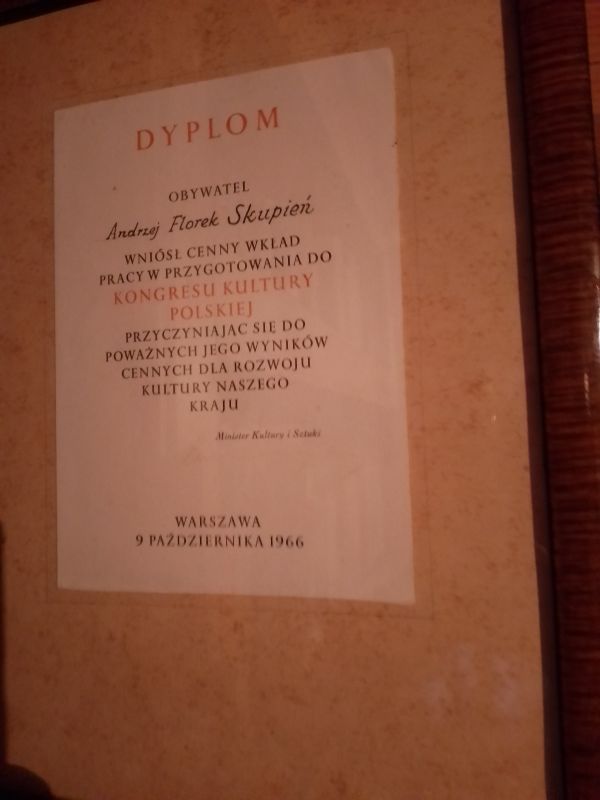 DYPLOM
OBYWATEL
Andrzej Florek Skupień
WNIÓSŁ CENNY WKŁAD
PRACY W PRZYGOTOWANIA DO
KONGRESU KULTURY
POLSKIEJ
PRZYCZYNIAJAC SIĘ DO
POWAŻNYCH JEGO WYNIKÓW
CENNYCH DLA ROZWOJU
KULTURY NASZEGO
KRAJU
Minister Kultury i Sztuki
WARSZAWA
9 PAŹDZIERNIKA 1966